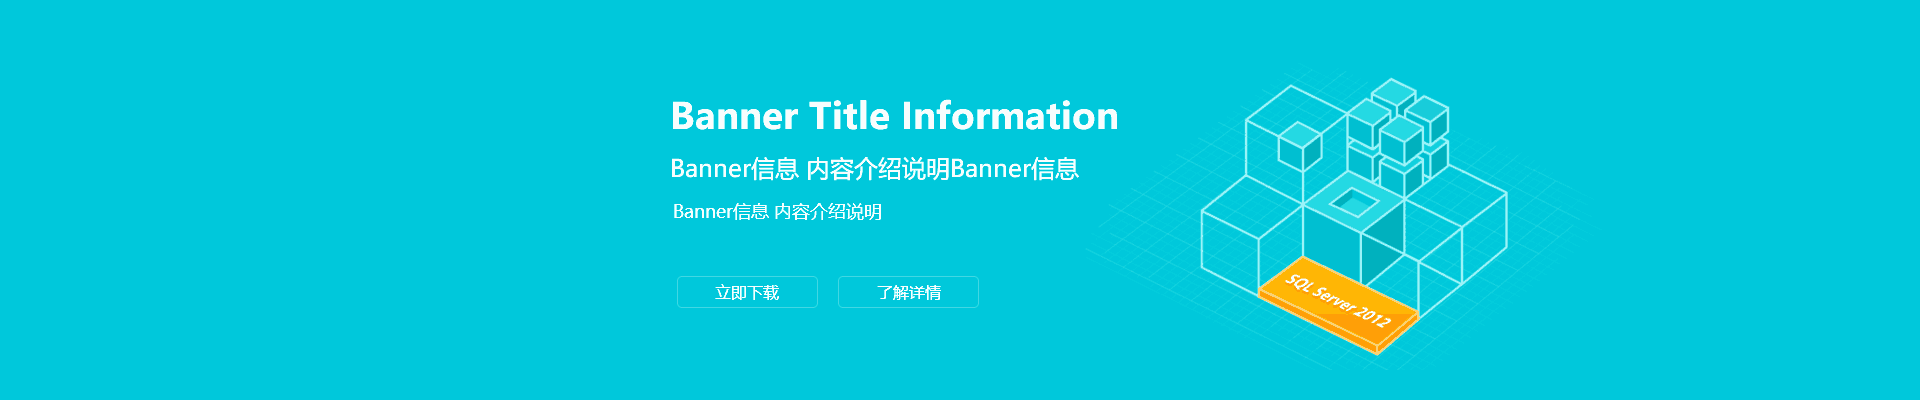 Banner Title Information
Banner信息 内容介绍说明Banner信息
Banner信息 内容介绍说明
立即下载
了解详情
SQL Server 2012